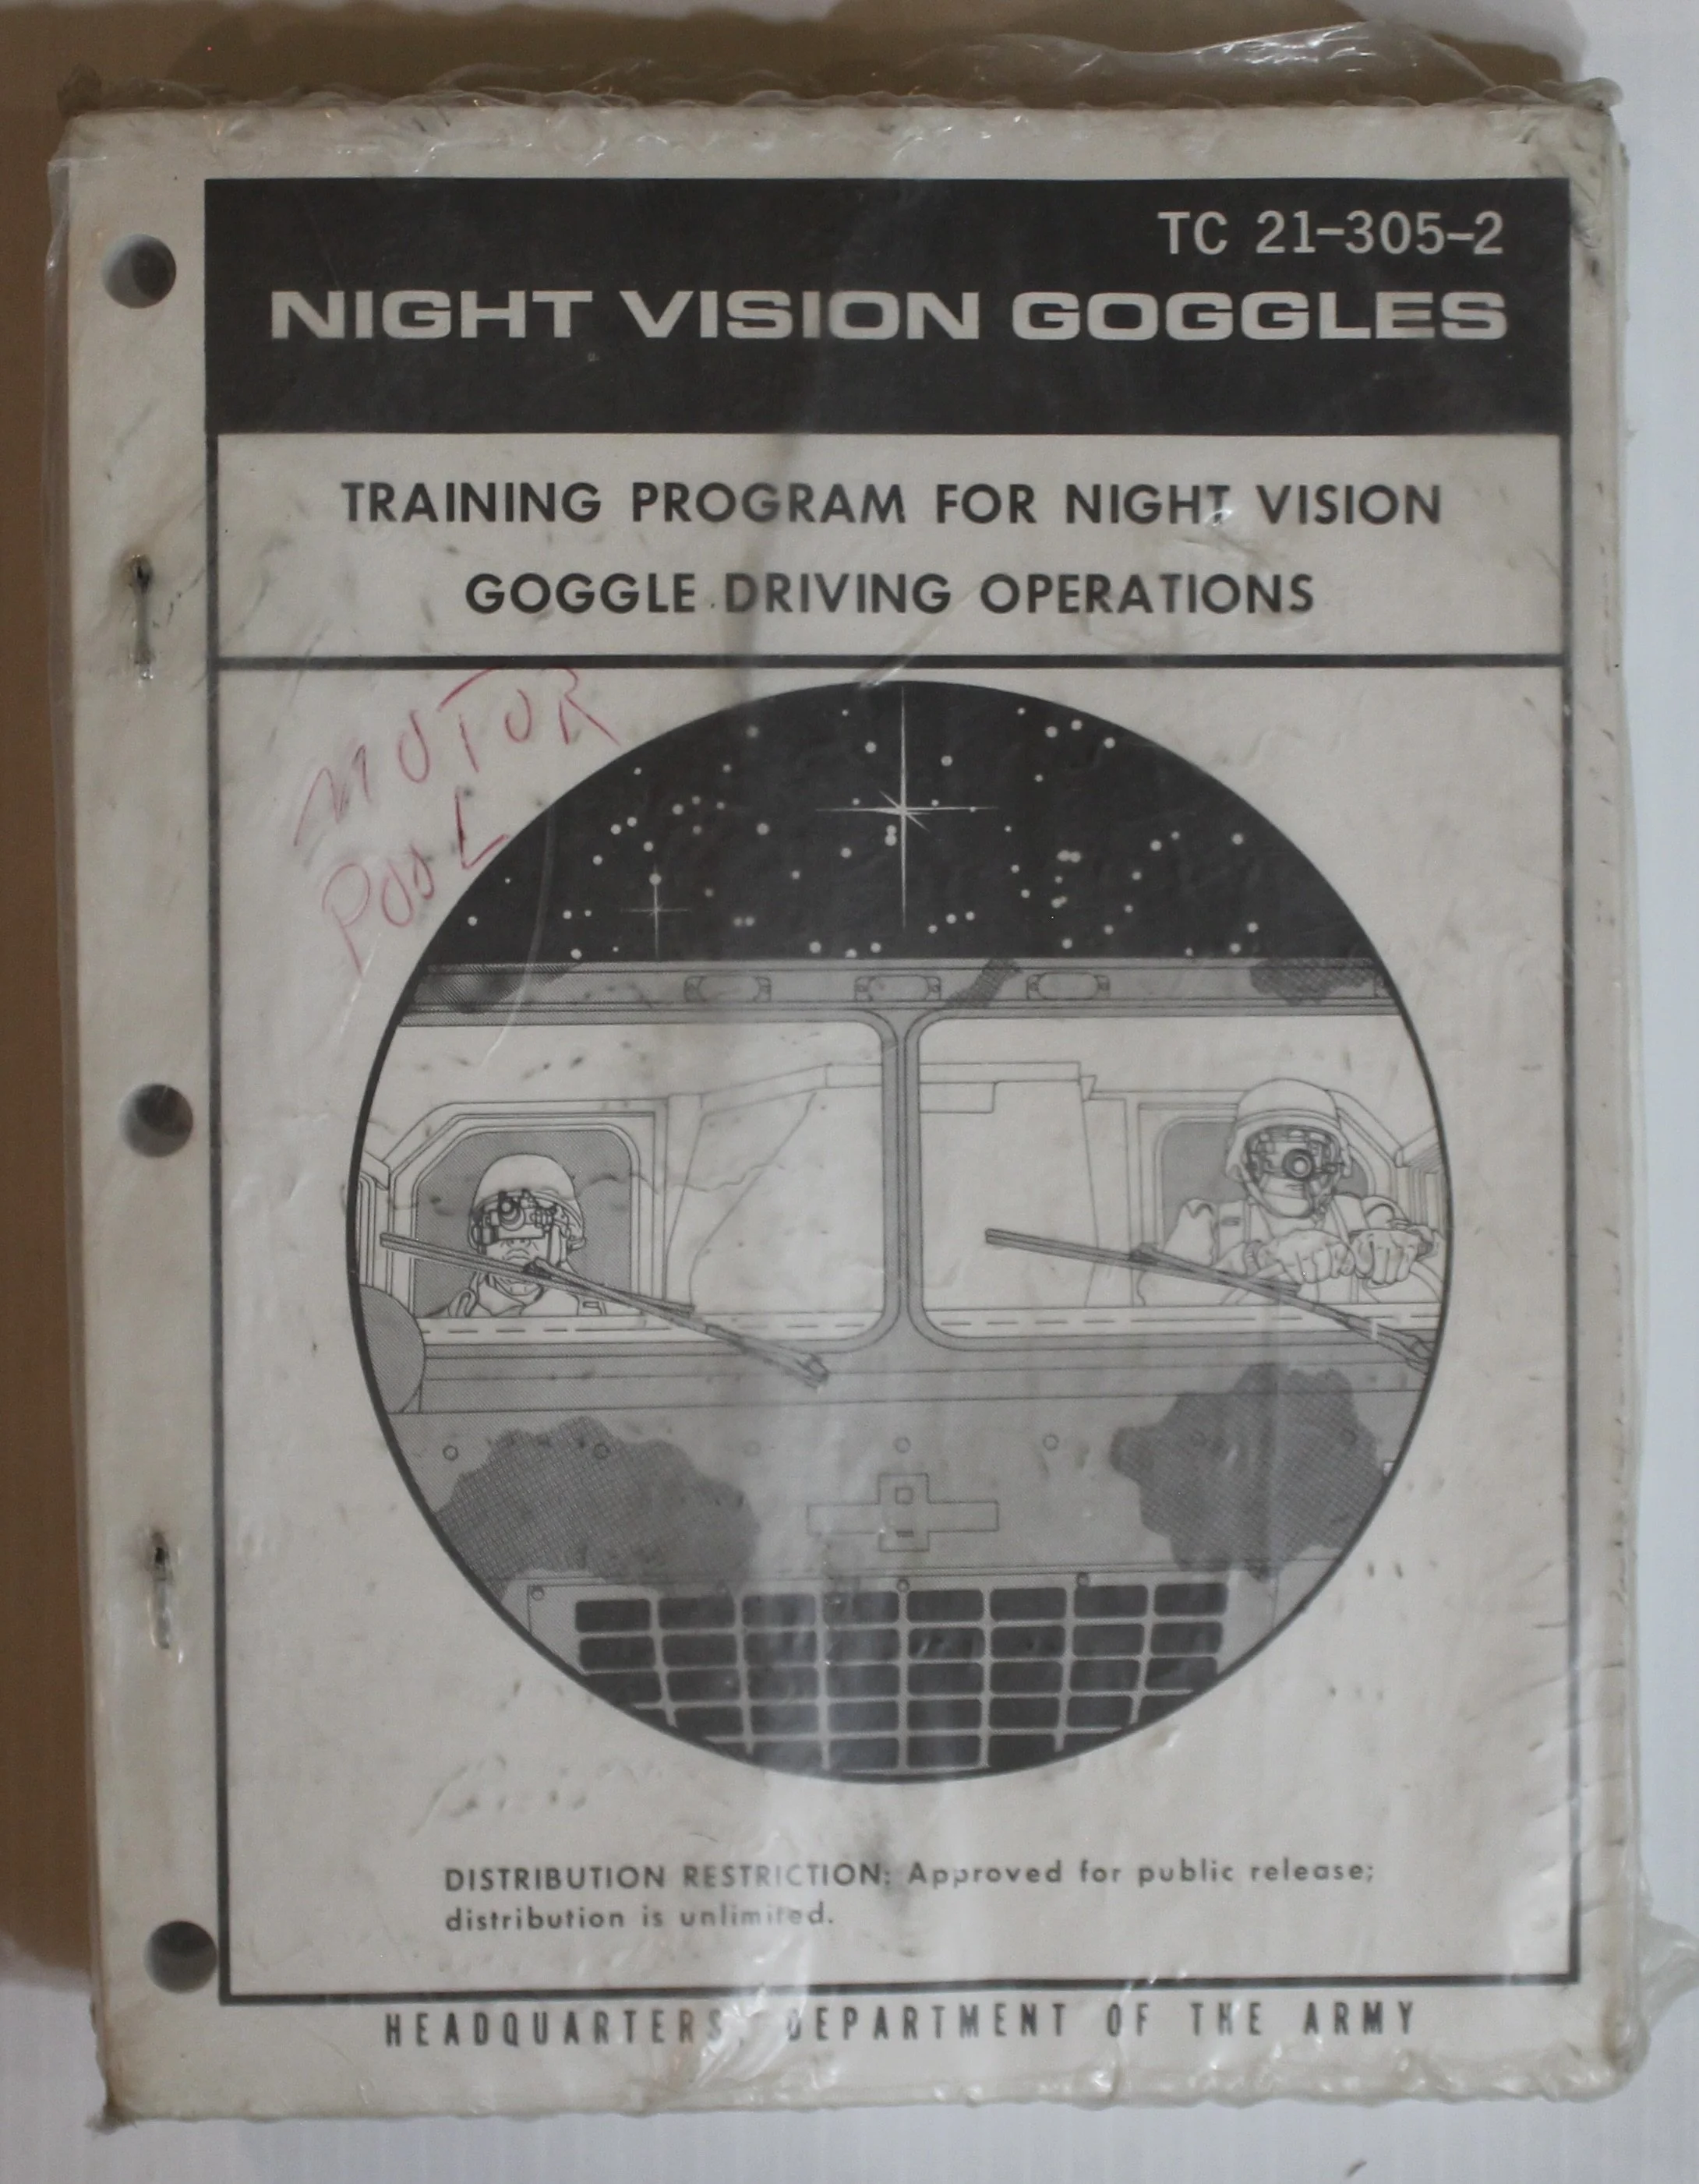 TC 21-305-2
NIGHT VISION GOGGLES
TRAINING PROGRAM FOR NIGHT VISION
GOGGLE DRIVING OPERATIONS
MOTOR
POOL
DISTRIBUTION RESTRICTION: Approved for public release;
distribution is unlimited.
HEADQUARTERS, DEPARTMENT OF THE ARMY